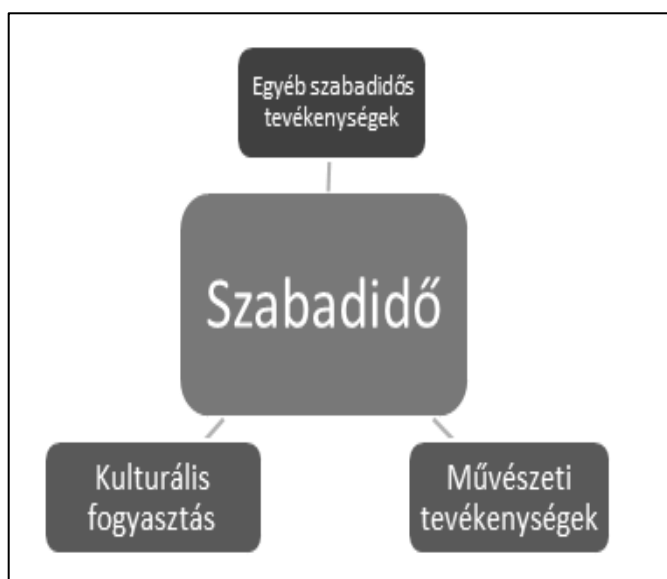 Egyéb szabadidős
tevékenységek
Szabadidő
Kulturális
fogyasztás
Művészeti
tevékenységek